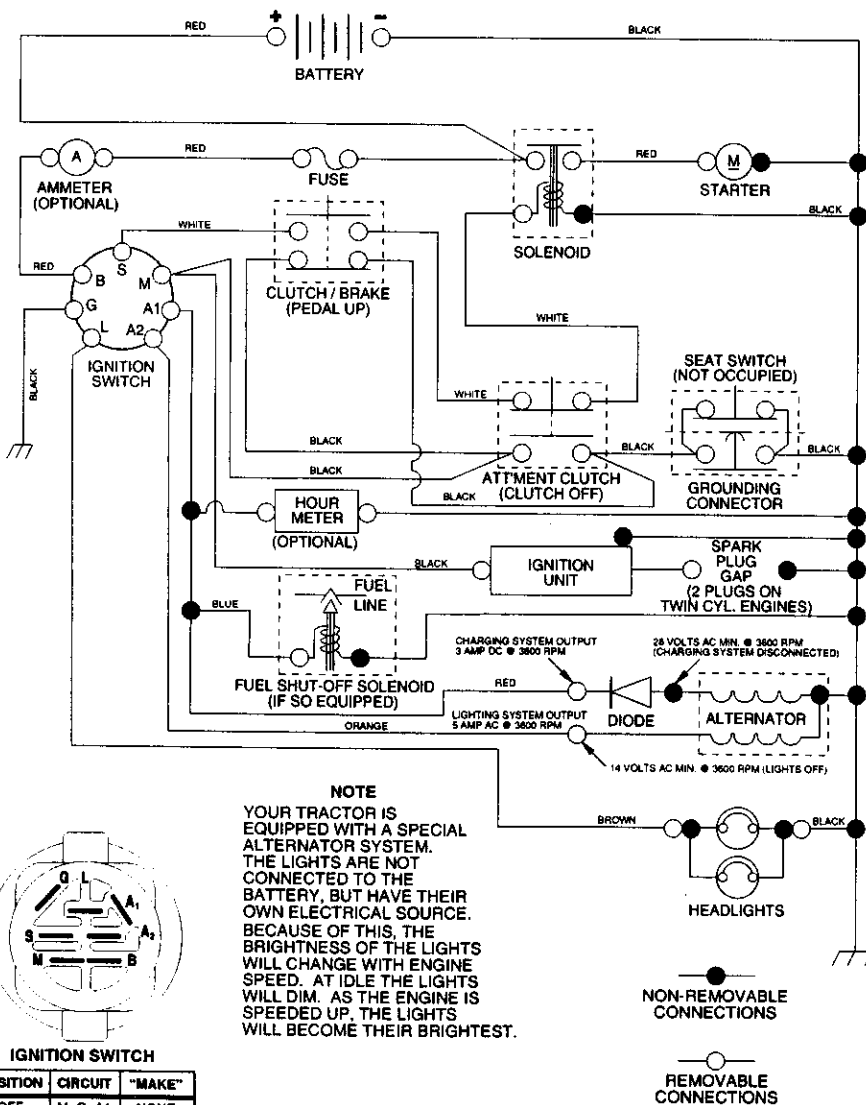 RED
+
-
BLACK
BATTERY
A
RED
AMMETER
(OPTIONAL)
FUSE
RED
M
STARTER
BLACK
SOLENOID
WHITE
CLUTCH / BRAKE
(PEDAL UP)
RED
S
B
M
G
A1
L
A2
IGNITION
SWITCH
BLACK
WHITE
SEAT SWITCH
(NOT OCCUPIED)
WHITE
BLACK
BLACK
BLACK
BLACK
BLACK
ATT'MENT CLUTCH
(CLUTCH OFF)
GROUNDING
CONNECTOR
HOUR
METER
(OPTIONAL)
BLACK
IGNITION
UNIT
SPARK
PLUG
GAP
(2 PLUGS ON
TWIN CYL. ENGINES)
BLUE
FUEL
LINE
FUEL SHUT-OFF SOLENOID
(IF SO EQUIPPED)
CHARGING SYSTEM OUTPUT
3 AMP DC @ 3600 RPM
28 VOLTS AC MIN. @ 3600 RPM
(CHARGING SYSTEM DISCONNECTED)
RED
DIODE
ALTERNATOR
ORANGE
LIGHTING SYSTEM OUTPUT
5 AMP AC @ 3600 RPM
14 VOLTS AC MIN. @ 3600 RPM (LIGHTS OFF)
BROWN
BLACK
HEADLIGHTS
NOTE
YOUR TRACTOR IS
EQUIPPED WITH A SPECIAL
ALTERNATOR SYSTEM.
THE LIGHTS ARE NOT
CONNECTED TO THE
BATTERY, BUT HAVE THEIR
OWN ELECTRICAL SOURCE.
BECAUSE OF THIS, THE
BRIGHTNESS OF THE LIGHTS
WILL CHANGE WITH ENGINE
SPEED. AT IDLE THE LIGHTS
WILL DIM. AS THE ENGINE IS
SPEEDED UP, THE LIGHTS
WILL BECOME THEIR BRIGHTEST.
G L
A1
S
A2
M
B
IGNITION SWITCH
CIRCUIT "MAKE"
NON-REMOVABLE
CONNECTIONS
REMOVABLE
CONNECTIONS